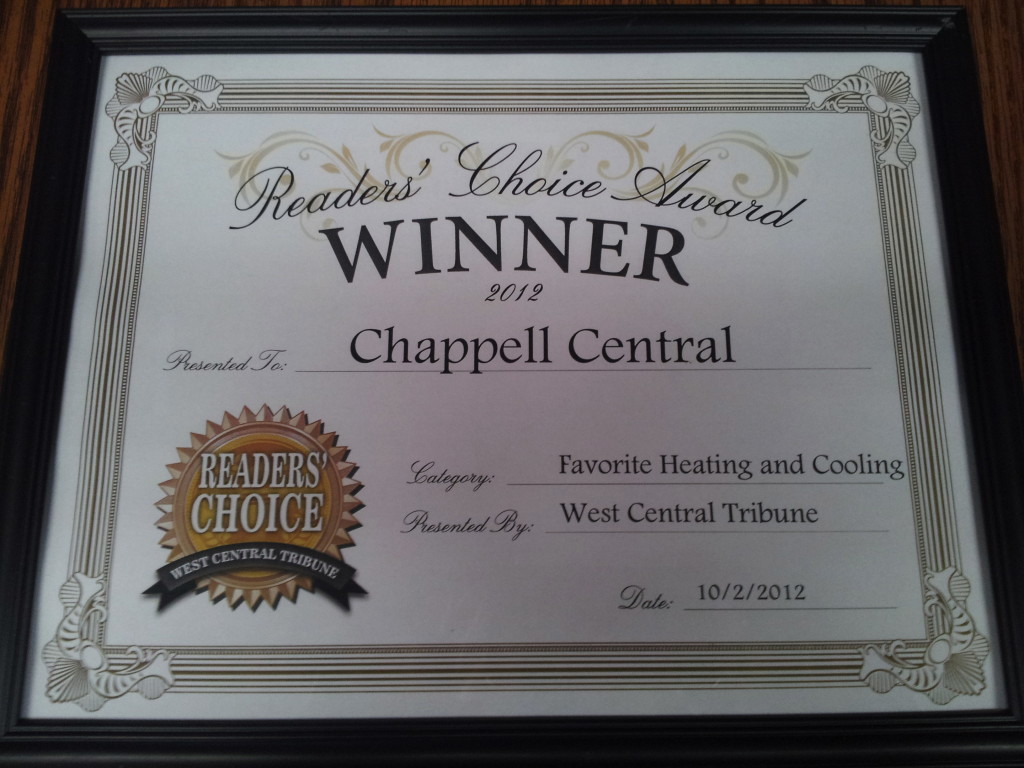 Readers' Choice Award
WINNER
2012
Presented To: Chappell Central
READERS'
CHOICE
WEST CENTRAL TRIBUNE
Category: Favorite Heating and Cooling
Presented By: West Central Tribune
Date: 10/2/2012